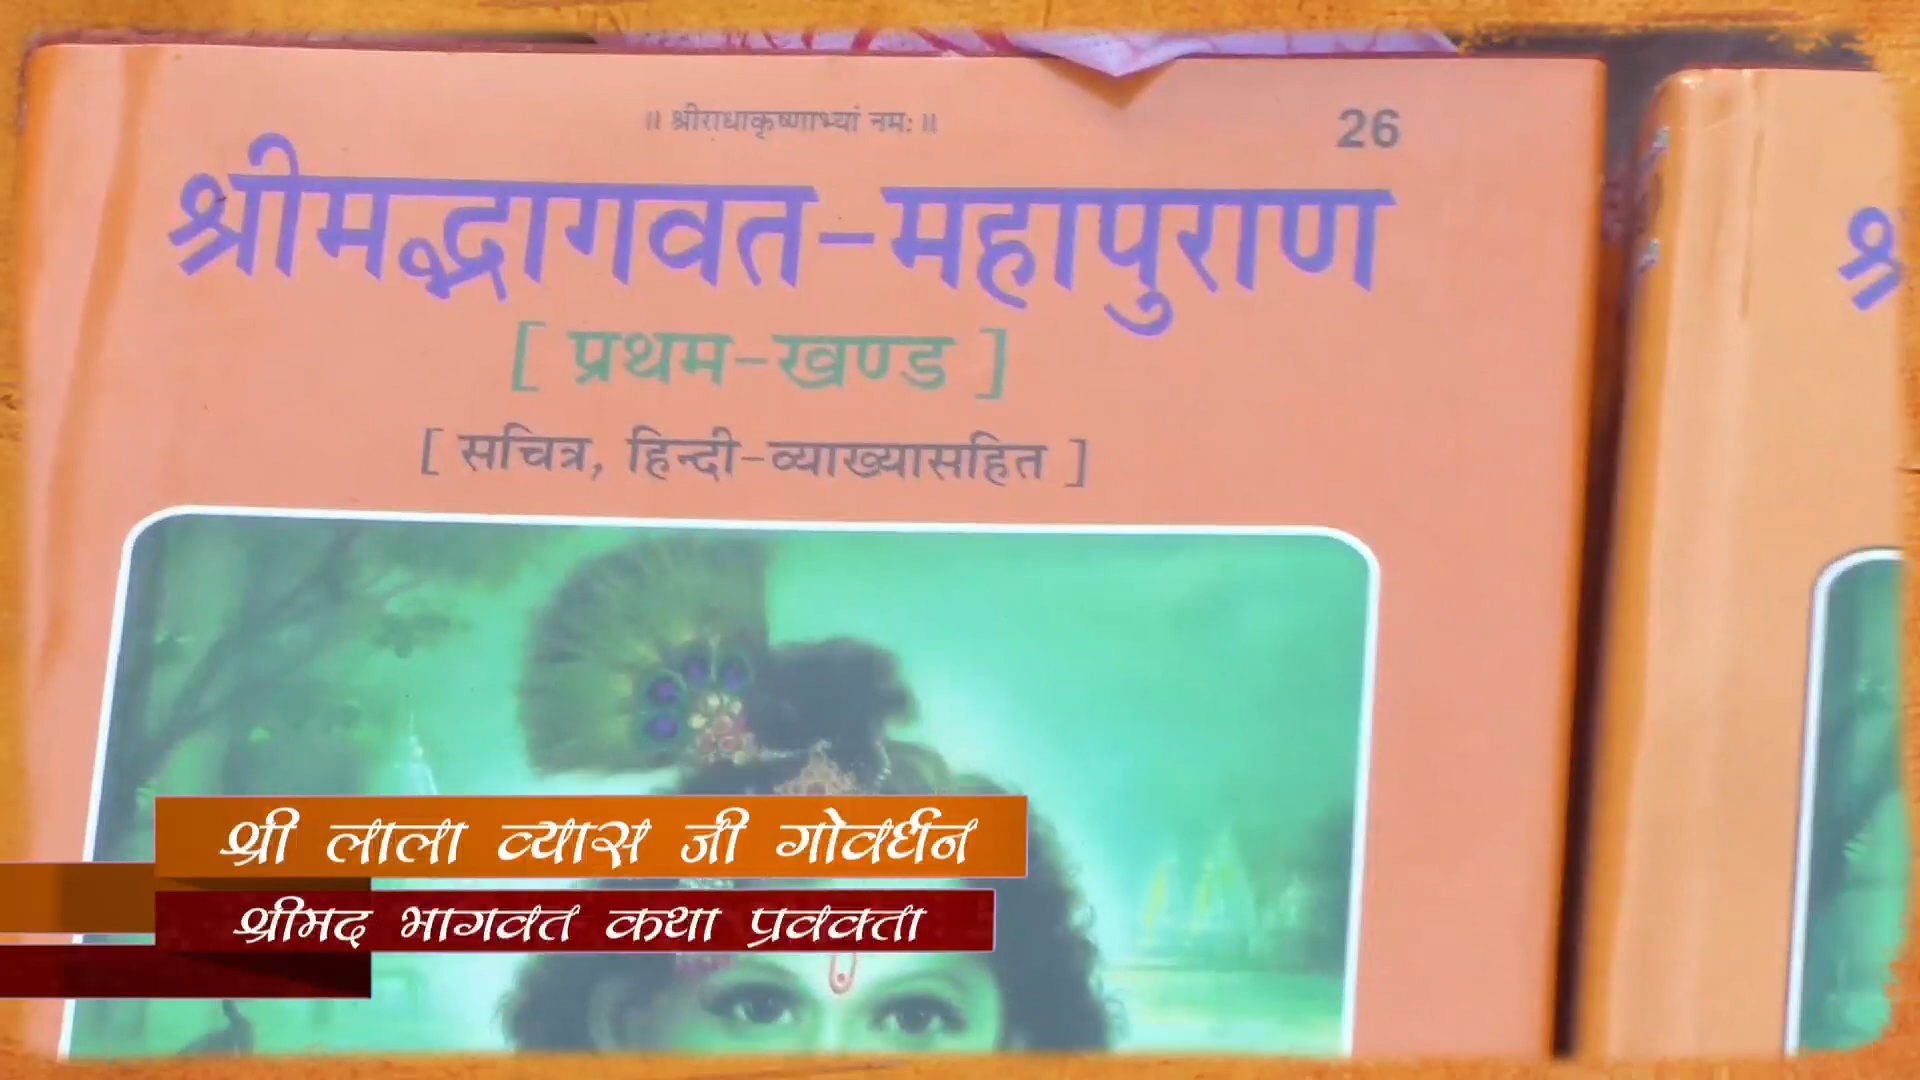 ॥ श्रीराधाकृष्णाभ्यां नमः ॥
26
श्रीमद्भागवत-महापुराण
[ प्रथम-खण्ड ]
[ सचित्र, हिन्दी-व्याख्यासहित ]
श्री लाला व्यास जी गोवर्धन
श्रीमद भागवत कथा प्रवक्ता